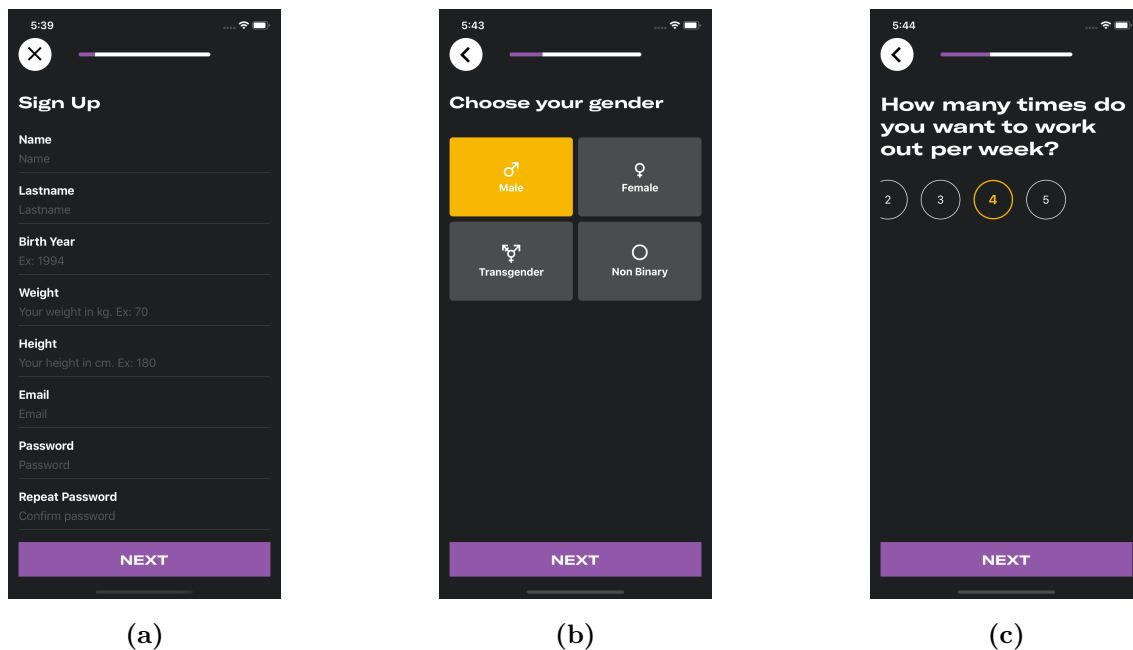 5:39
Sign Up
Name
Name
Lastname
Lastname
Birth Year
Ex: 1994
Weight
Your weight in kg. Ex: 70
Height
Your height in cm. Ex: 180
Email
Email
Password
Password
Repeat Password
Confirm password
NEXT
(a)
5:43
Choose your gender
Male
Female
Transgender
Non Binary
NEXT
(b)
5:44
How many times do
you want to work
out per week?
2 3 4 5
NEXT
(c)